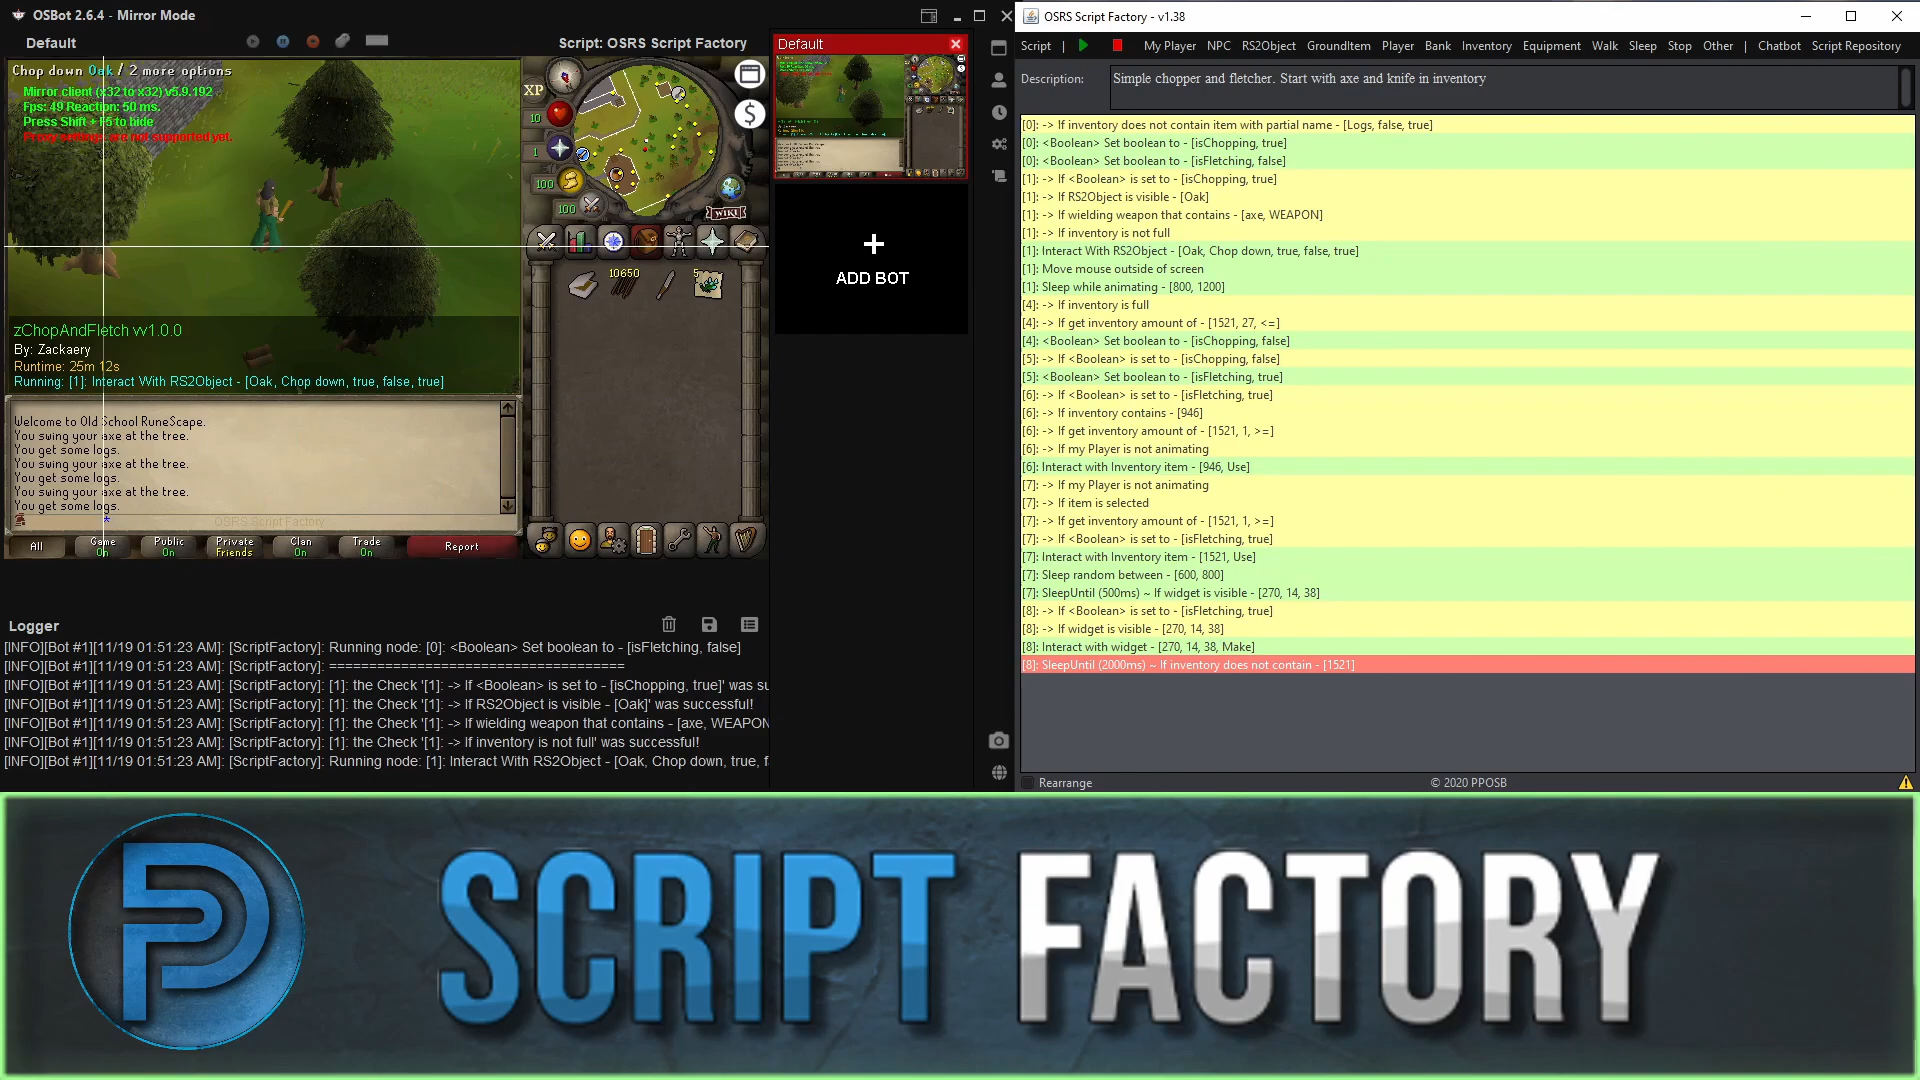 OSBot 2.6.4 - Mirror Mode
Default
Script: OSRS Script Factory
Chop down Oak / 2 more options
Mirror client (x32 to x32) v5.9.192
Fps: 49 Reaction: 50 ms.
Press Shift + F5 to hide
Proxy settings are not supported yet.
XP
10
1
100
100
WIKI
10650
5
zChopAndFletch vv1.0.0
By: Zackaery
Runtime: 25m 12s
Running: [1]: Interact With RS2Object - [Oak, Chop down, true, false, true]
Welcome to Old School RuneScape.
You swing your axe at the tree.
You get some logs.
You swing your axe at the tree.
You get some logs.
You swing your axe at the tree.
You get some logs.
*
OSRS Script Factory
All
Game
On
Public
On
Private
Friends
Clan
On
Trade
On
Report
Default
+
ADD BOT
Logger
[INFO][Bot #1][11/19 01:51:23 AM]: [ScriptFactory]: Running node: [0]: <Boolean> Set boolean to - [isFletching, false]
[INFO][Bot #1][11/19 01:51:23 AM]: [ScriptFactory]: =====================================
[INFO][Bot #1][11/19 01:51:23 AM]: [ScriptFactory]: [1]: the Check '[1]: -> If <Boolean> is set to - [isChopping, true]' was su
[INFO][Bot #1][11/19 01:51:23 AM]: [ScriptFactory]: [1]: the Check '[1]: -> If RS2Object is visible - [Oak]' was successful!
[INFO][Bot #1][11/19 01:51:23 AM]: [ScriptFactory]: [1]: the Check '[1]: -> If wielding weapon that contains - [axe, WEAPON
[INFO][Bot #1][11/19 01:51:23 AM]: [ScriptFactory]: [1]: the Check '[1]: -> If inventory is not full' was successful!
[INFO][Bot #1][11/19 01:51:23 AM]: [ScriptFactory]: Running node: [1]: Interact With RS2Object - [Oak, Chop down, true, f
OSRS Script Factory - v1.38
Script | My Player NPC RS2Object GroundItem Player Bank Inventory Equipment Walk Sleep Stop Other | Chatbot Script Repository
Description: Simple chopper and fletcher. Start with axe and knife in inventory
[0]: -> If inventory does not contain item with partial name - [Logs, false, true]
[0]: <Boolean> Set boolean to - [isChopping, true]
[0]: <Boolean> Set boolean to - [isFletching, false]
[1]: -> If <Boolean> is set to - [isChopping, true]
[1]: -> If RS2Object is visible - [Oak]
[1]: -> If wielding weapon that contains - [axe, WEAPON]
[1]: -> If inventory is not full
[1]: Interact With RS2Object - [Oak, Chop down, true, false, true]
[1]: Move mouse outside of screen
[1]: Sleep while animating - [800, 1200]
[4]: -> If inventory is full
[4]: -> If get inventory amount of - [1521, 27, <=]
[4]: <Boolean> Set boolean to - [isChopping, false]
[5]: -> If <Boolean> is set to - [isChopping, false]
[5]: <Boolean> Set boolean to - [isFletching, true]
[6]: -> If <Boolean> is set to - [isFletching, true]
[6]: -> If inventory contains - [946]
[6]: -> If get inventory amount of - [1521, 1, >=]
[6]: -> If my Player is not animating
[6]: Interact with Inventory item - [946, Use]
[7]: -> If my Player is not animating
[7]: -> If item is selected
[7]: -> If get inventory amount of - [1521, 1, >=]
[7]: -> If <Boolean> is set to - [isFletching, true]
[7]: Interact with Inventory item - [1521, Use]
[7]: Sleep random between - [600, 800]
[7]: SleepUntil (500ms) ~ If widget is visible - [270, 14, 38]
[8]: -> If <Boolean> is set to - [isFletching, true]
[8]: -> If widget is visible - [270, 14, 38]
[8]: Interact with widget - [270, 14, 38, Make]
[8]: SleepUntil (2000ms) ~ If inventory does not contain - [1521]
Rearrange
© 2020 PPOSB
SCRIPT FACTORY